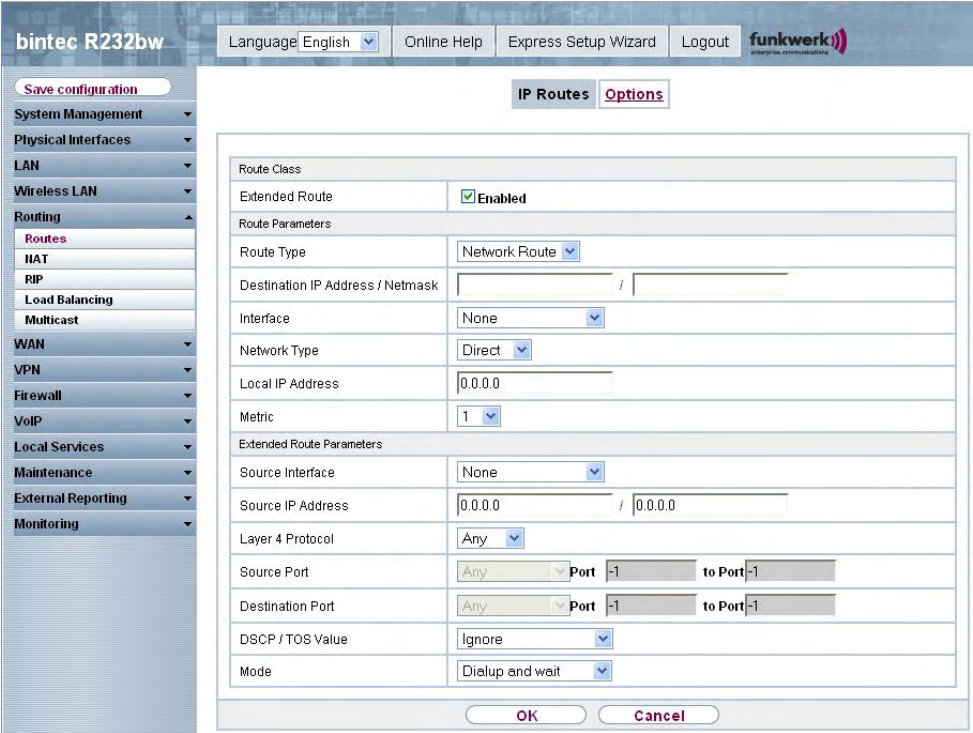 bintec R232bw
Language English Online Help Express Setup Wizard Logout funkwerk
enterprise communications
Save configuration
System Management
Physical Interfaces
LAN
Wireless LAN
Routing
Routes
NAT
RIP
Load Balancing
Multicast
WAN
VPN
Firewall
VoIP
Local Services
Maintenance
External Reporting
Monitoring
IP Routes Options
Route Class
Extended Route Enabled
Route Parameters
Route Type Network Route
Destination IP Address / Netmask /
Interface None
Network Type Direct
Local IP Address 0.0.0.0
Metric 1
Extended Route Parameters
Source Interface None
Source IP Address 0.0.0.0 / 0.0.0.0
Layer 4 Protocol Any
Source Port Any Port -1 to Port -1
Destination Port Any Port -1 to Port -1
DSCP / TOS Value Ignore
Mode Dialup and wait
OK Cancel